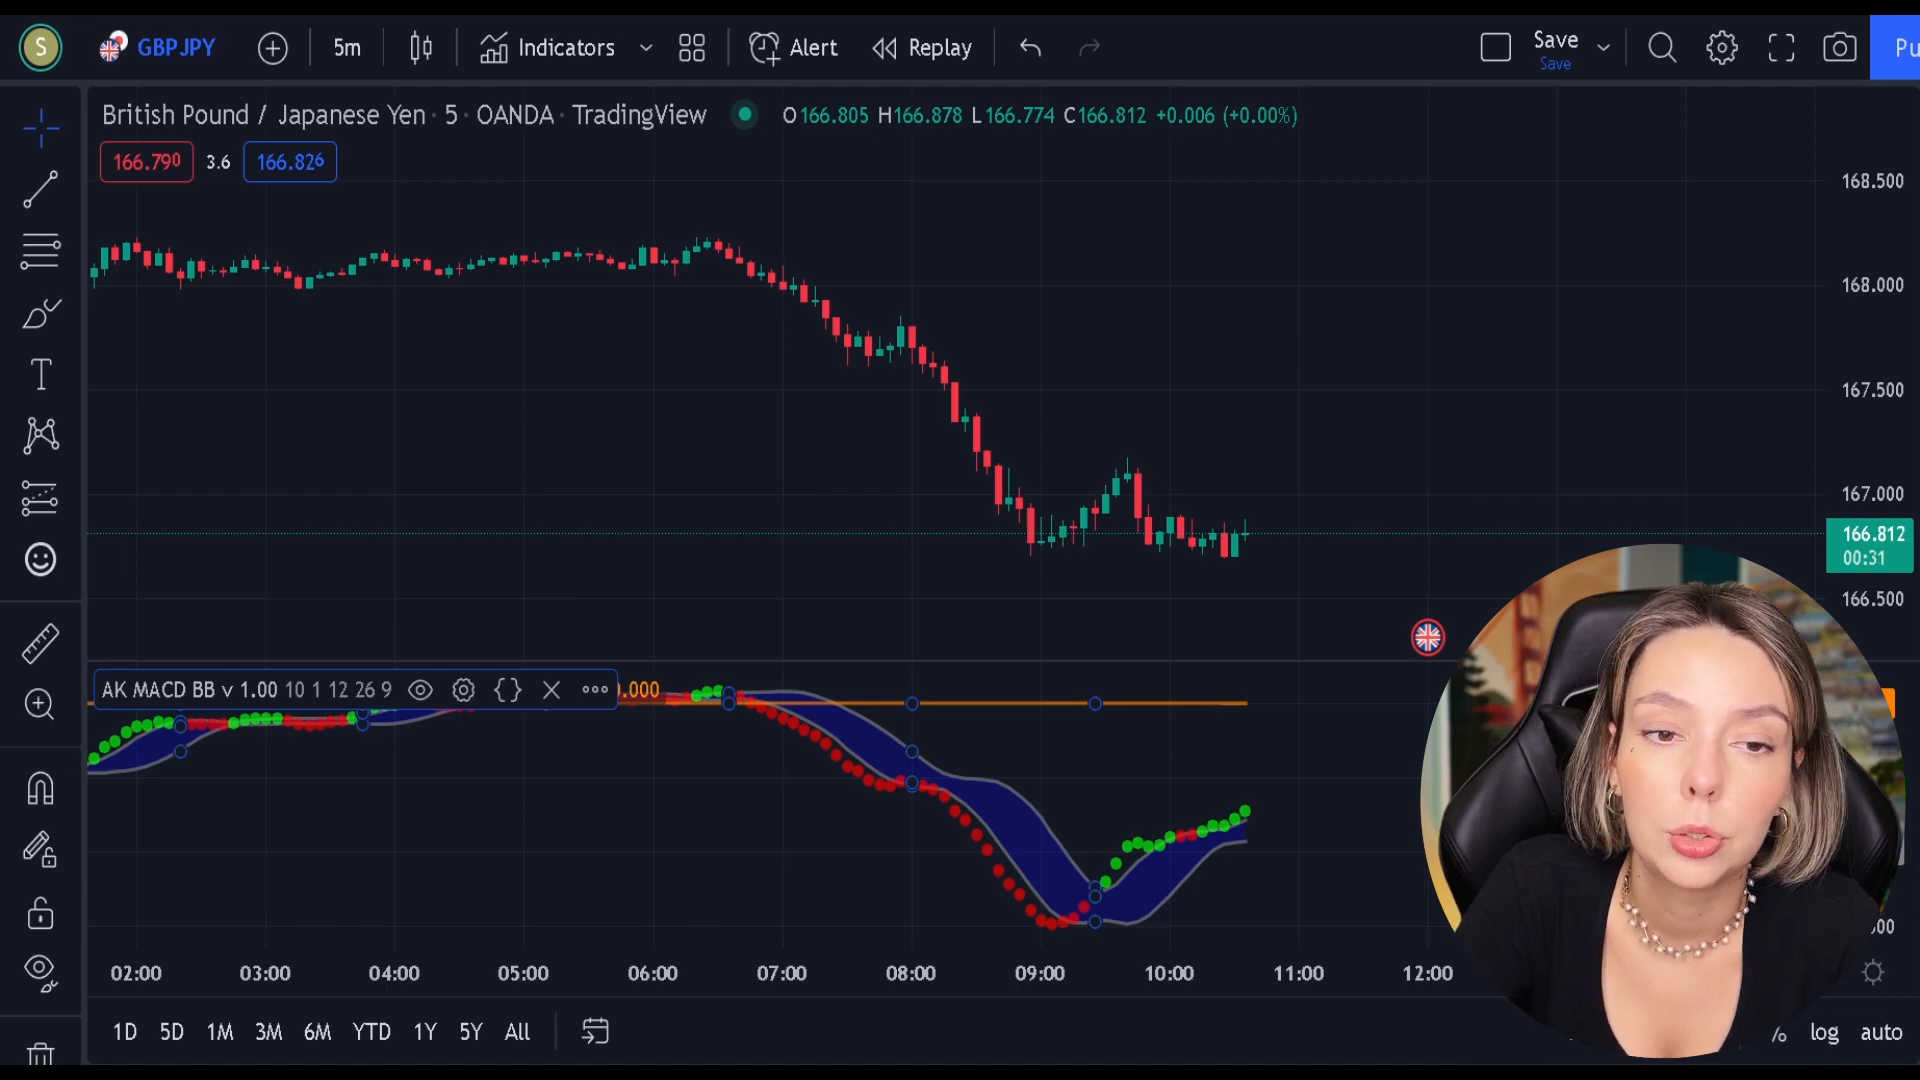 S GBPJPY 5m Indicators Alert Replay Save Pu
Save
British Pound / Japanese Yen · 5 · OANDA · TradingView O166.805 H166.878 L166.774 C166.812 +0.006 (+0.00%)
166.790 3.6 166.826
168.500
168.000
167.500
167.000
166.812
00:31
166.500
AK MACD BB v 1.00 10 1 12 26 9 0.000
02:00 03:00 04:00 05:00 06:00 07:00 08:00 09:00 10:00 11:00 12:00
1D 5D 1M 3M 6M YTD 1Y 5Y All % log auto